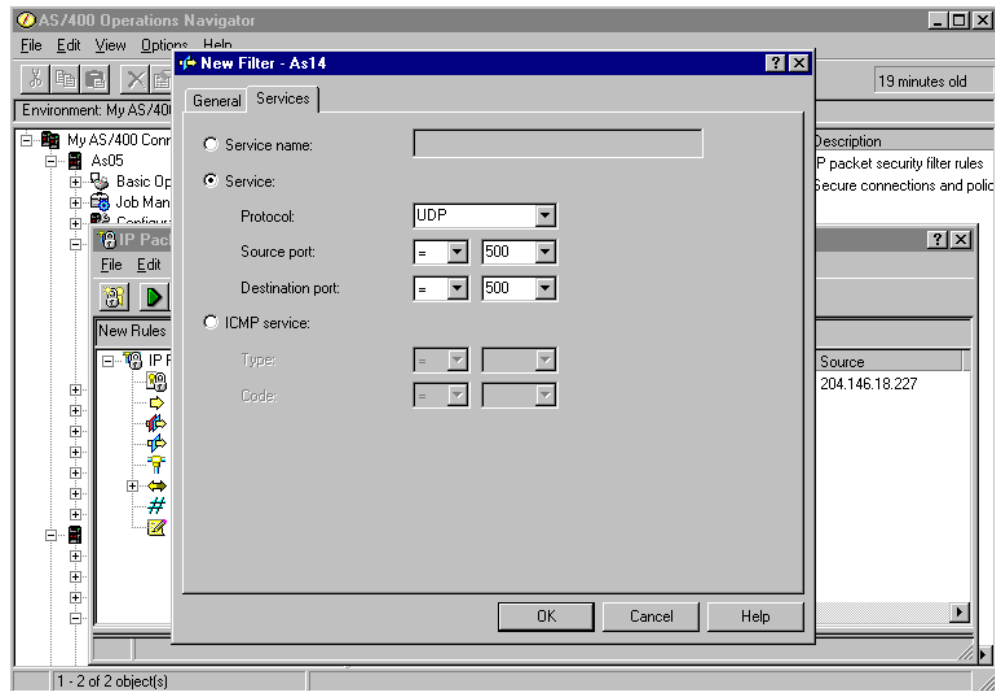 AS/400 Operations Navigator
File Edit View Options Help
19 minutes old
Environment: My AS/400
My AS/400 Conn
Description
As05
IP packet security filter rules
Basic Op
Secure connections and polic
Job Man
Configur
New Filter - As14
General Services
Service name:
Service:
Protocol: UDP
Source port: = 500
Destination port: = 500
ICMP service:
Type: =
Code: =
OK Cancel Help
IP Pac
File Edit
New Rules
IP F
Source
204.146.18.227
#
1 - 2 of 2 object(s)